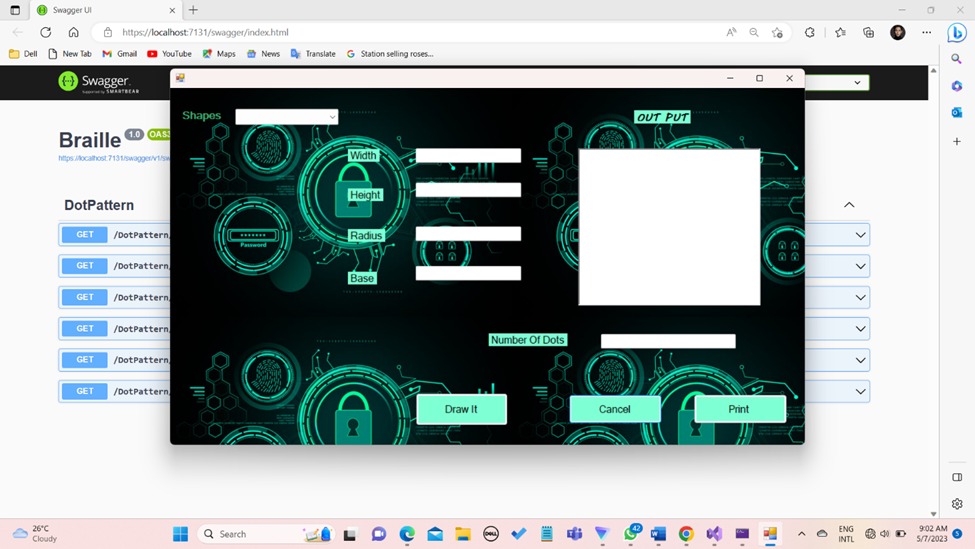 Swagger UI
https://localhost:7131/swagger/index.html
Dell
New Tab
Gmail
YouTube
Maps
News
Translate
Station selling roses...
Swagger
Supported by SMARTBEAR
Braille 1.0 OAS3
https://localhost:7131/swagger/v1/sw
DotPattern
GET /DotPattern
GET /DotPattern
GET /DotPattern
GET /DotPattern
GET /DotPattern
GET /DotPattern
Shapes
OUT PUT
Width
Height
Radius
Base
Password
Number Of Dots
Draw It
Cancel
Print
26°C
Cloudy
Search
DELL
42
ENG
INTL
9:02 AM
5/7/2023
5